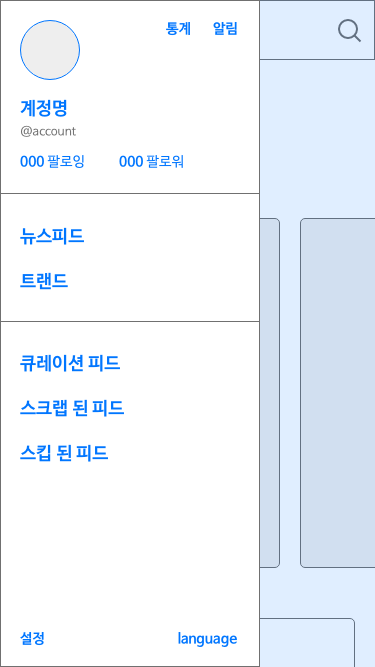 통계 알림
계정명
@account
000 팔로잉 000 팔로워
뉴스피드
트랜드
큐레이션 피드
스크랩 된 피드
스킵 된 피드
설정 language